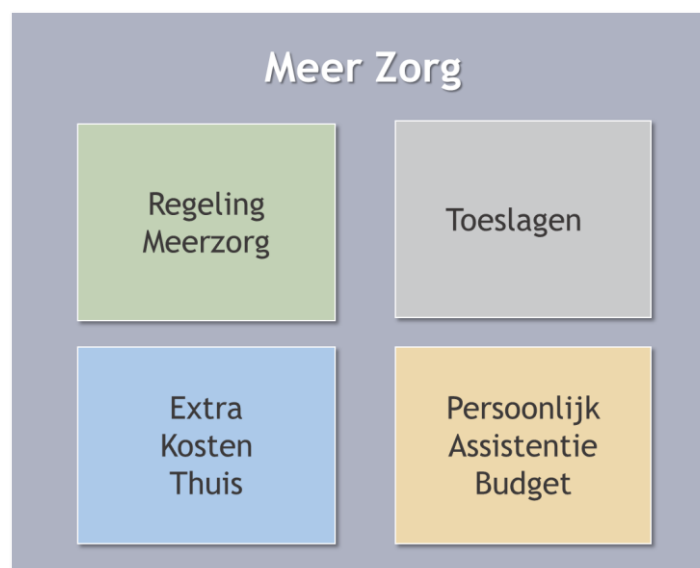 Meer Zorg
Regeling
Meerzorg
Toeslagen
Extra
Kosten
Thuis
Persoonlijk
Assistentie
Budget